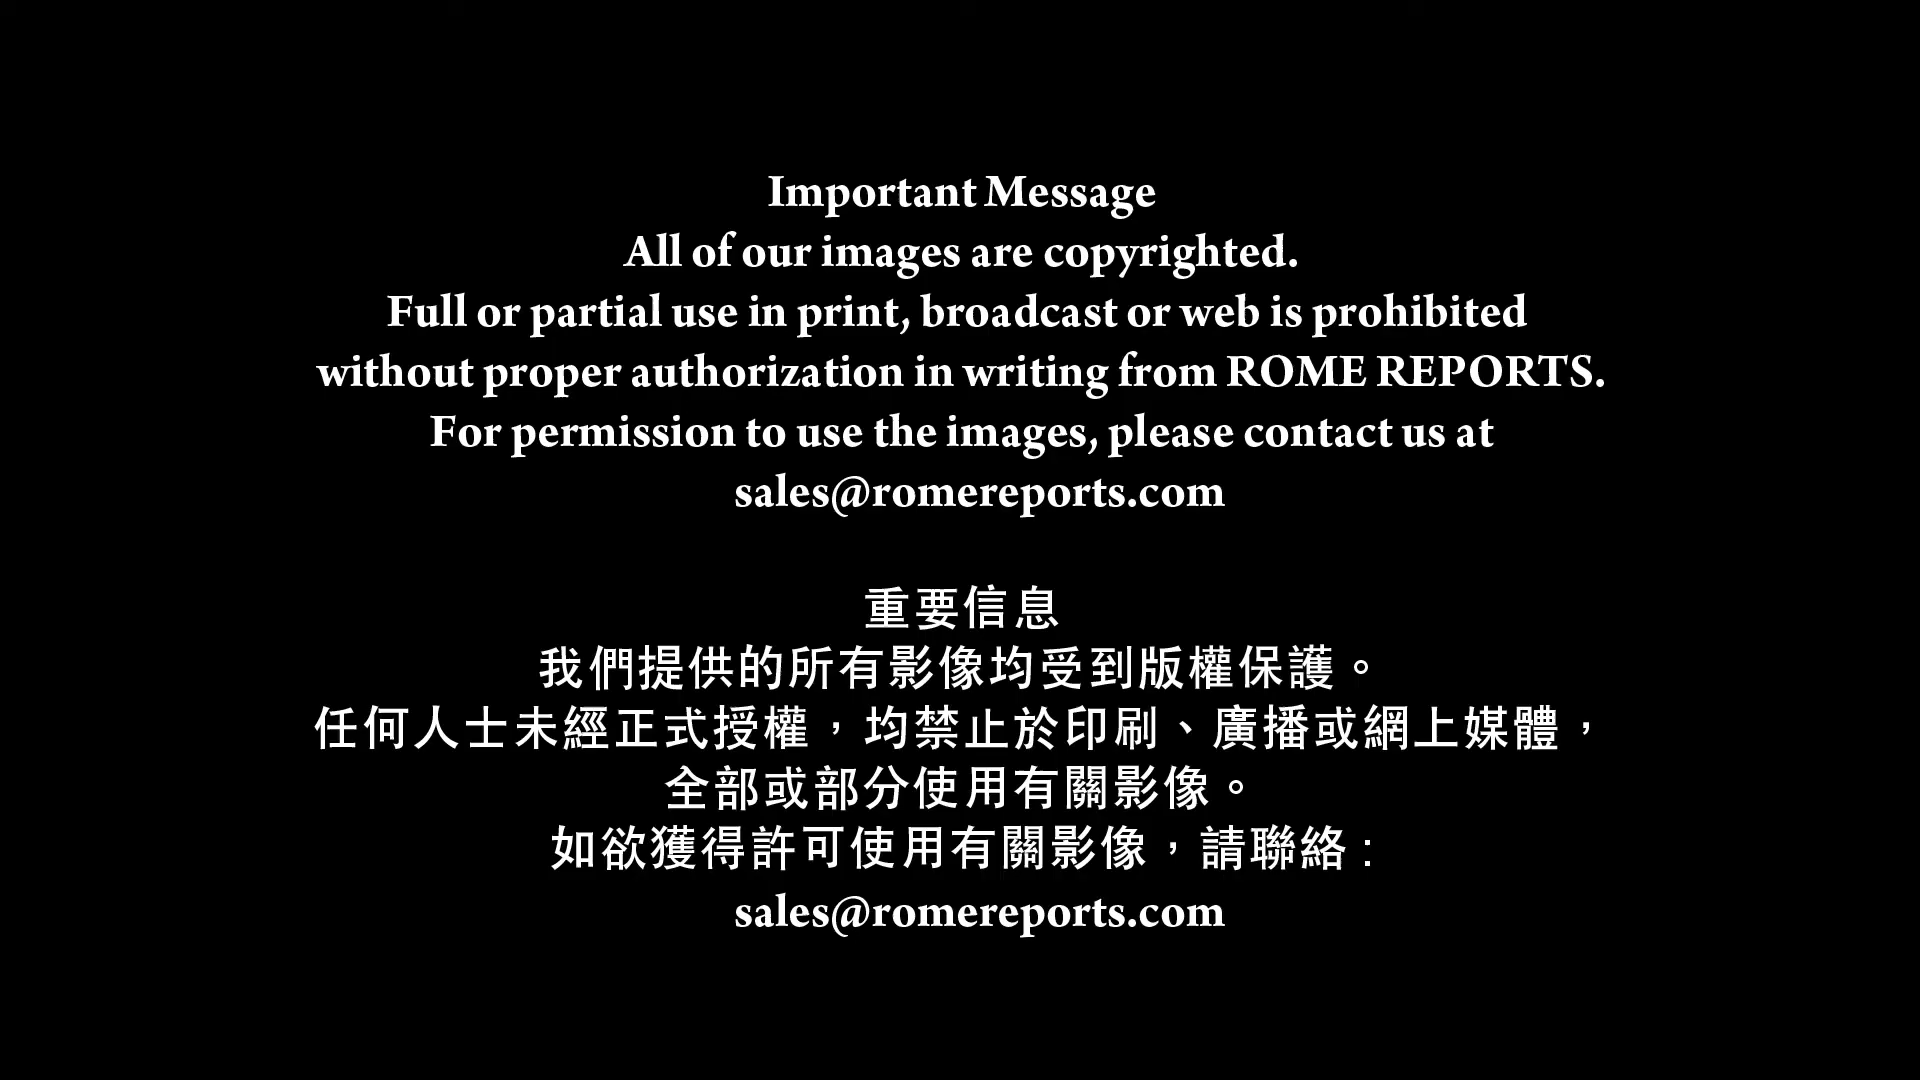 Important Message
All of our images are copyrighted.
Full or partial use in print, broadcast or web is prohibited
without proper authorization in writing from ROME REPORTS.
For permission to use the images, please contact us at
sales@romereports.com
重要信息
我們提供的所有影像均受到版權保護。
任何人士未經正式授權，均禁止於印刷、廣播或網上媒體，
全部或部分使用有關影像。
如欲獲得許可使用有關影像，請聯絡：
sales@romereports.com